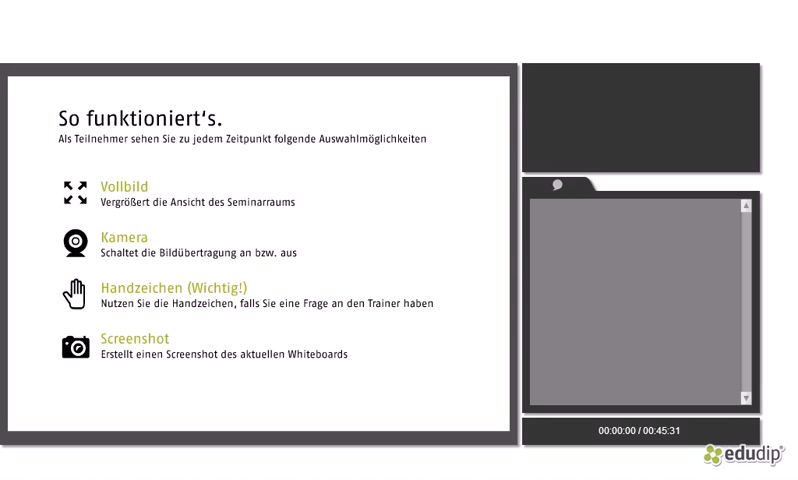 So funktioniert's.
Als Teilnehmer sehen Sie zu jedem Zeitpunkt folgende Auswahlmöglichkeiten
Vollbild
Vergrößert die Ansicht des Seminarraums
Kamera
Schaltet die Bildübertragung an bzw. aus
Handzeichen (Wichtig!)
Nutzen Sie die Handzeichen, falls Sie eine Frage an den Trainer haben
Screenshot
Erstellt einen Screenshot des aktuellen Whiteboards
00:00:00 / 00:45:31
edudip